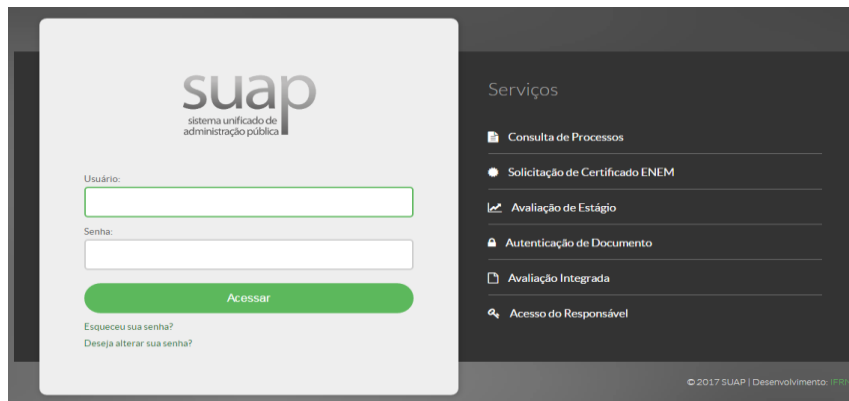 suap
sistema unificado de
administração pública
Usuário:
Senha:
Acessar
Esqueceu sua senha?
Deseja alterar sua senha?
Serviços
Consulta de Processos
Solicitação de Certificado ENEM
Avaliação de Estágio
Autenticação de Documento
Avaliação Integrada
Acesso do Responsável
© 2017 SUAP | Desenvolvimento: